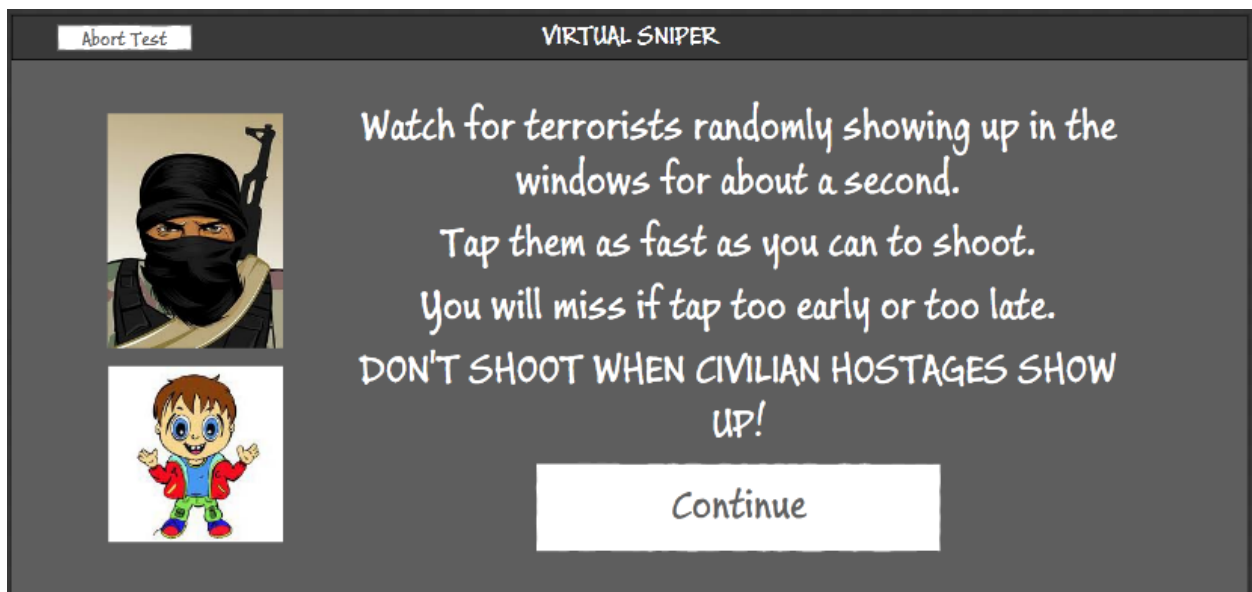 Abort Test
VIRTUAL SNIPER
Watch for terrorists randomly showing up in the
windows for about a second.
Tap them as fast as you can to shoot.
You will miss if tap too early or too late.
DON'T SHOOT WHEN CIVILIAN HOSTAGES SHOW
UP!
Continue